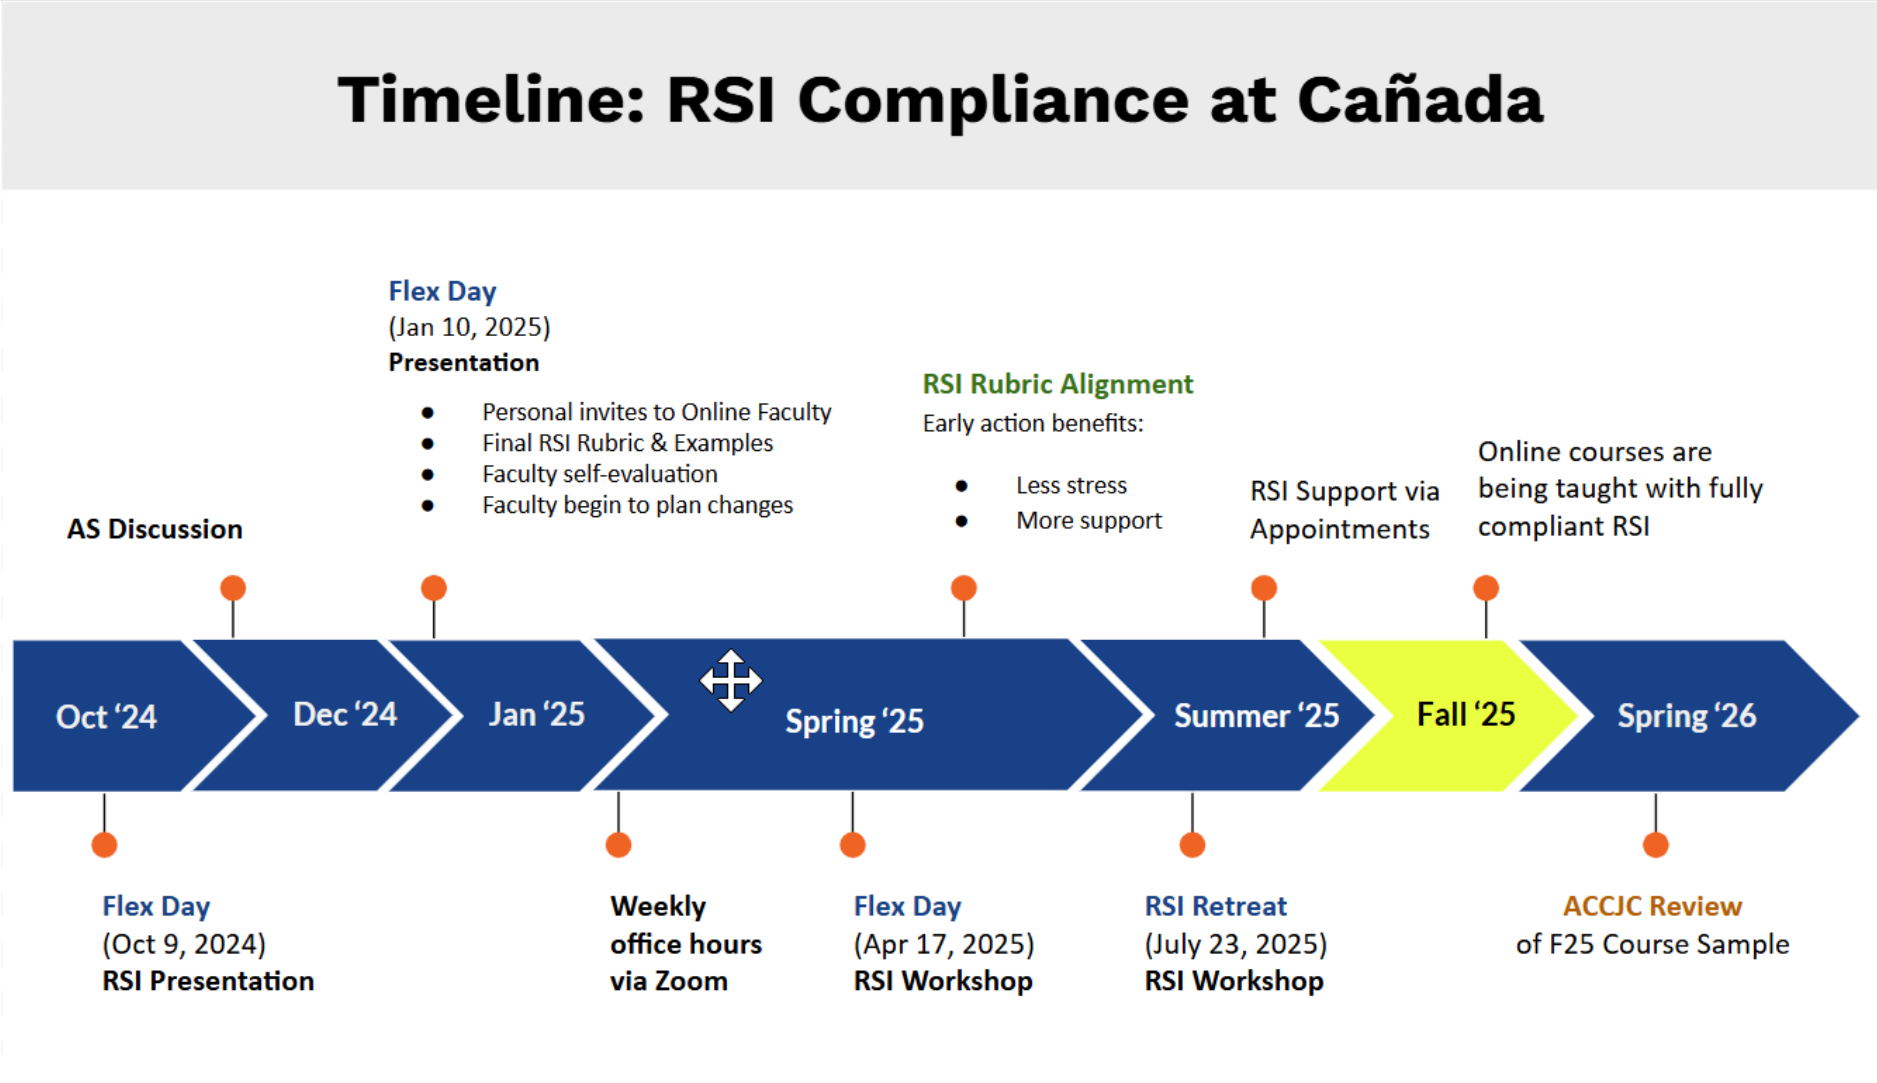 Timeline: RSI Compliance at Cañada
Flex Day
(Jan 10, 2025)
Presentation
● Personal invites to Online Faculty
● Final RSI Rubric & Examples
● Faculty self-evaluation
● Faculty begin to plan changes
RSI Rubric Alignment
Early action benefits:
● Less stress
● More support
AS Discussion
RSI Support via
Appointments
Online courses are
being taught with fully
compliant RSI
Oct ‘24
Dec ‘24
Jan ‘25
Spring ‘25
Summer ‘25
Fall ‘25
Spring ‘26
Flex Day
(Oct 9, 2024)
RSI Presentation
Weekly
office hours
via Zoom
Flex Day
(Apr 17, 2025)
RSI Workshop
RSI Retreat
(July 23, 2025)
RSI Workshop
ACCJC Review
of F25 Course Sample